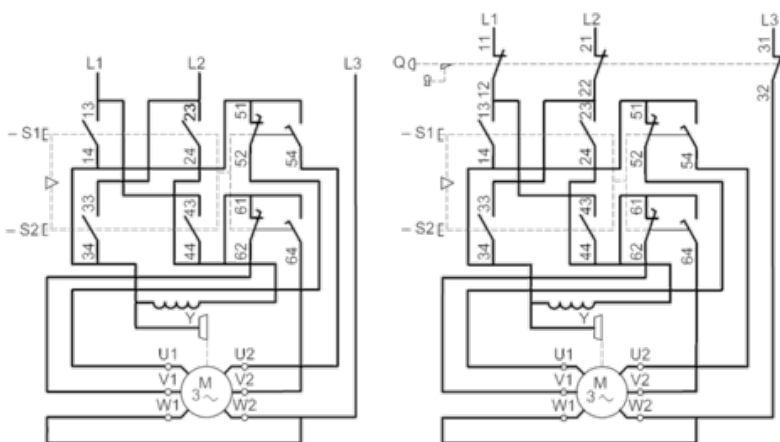 L1 L2 L3
13 23 51
– S1
14 24 52 54
33 43 61
– S2
34 44 62 64
Y
U1 U2
V1 M 3 ~ V2
W1 W2
L1 L2 L3
11 21 31
Q
12 22 32
13 23 51
– S1
14 24 52 54
33 43 61
– S2
34 44 62 64
Y
U1 U2
V1 M 3 ~ V2
W1 W2